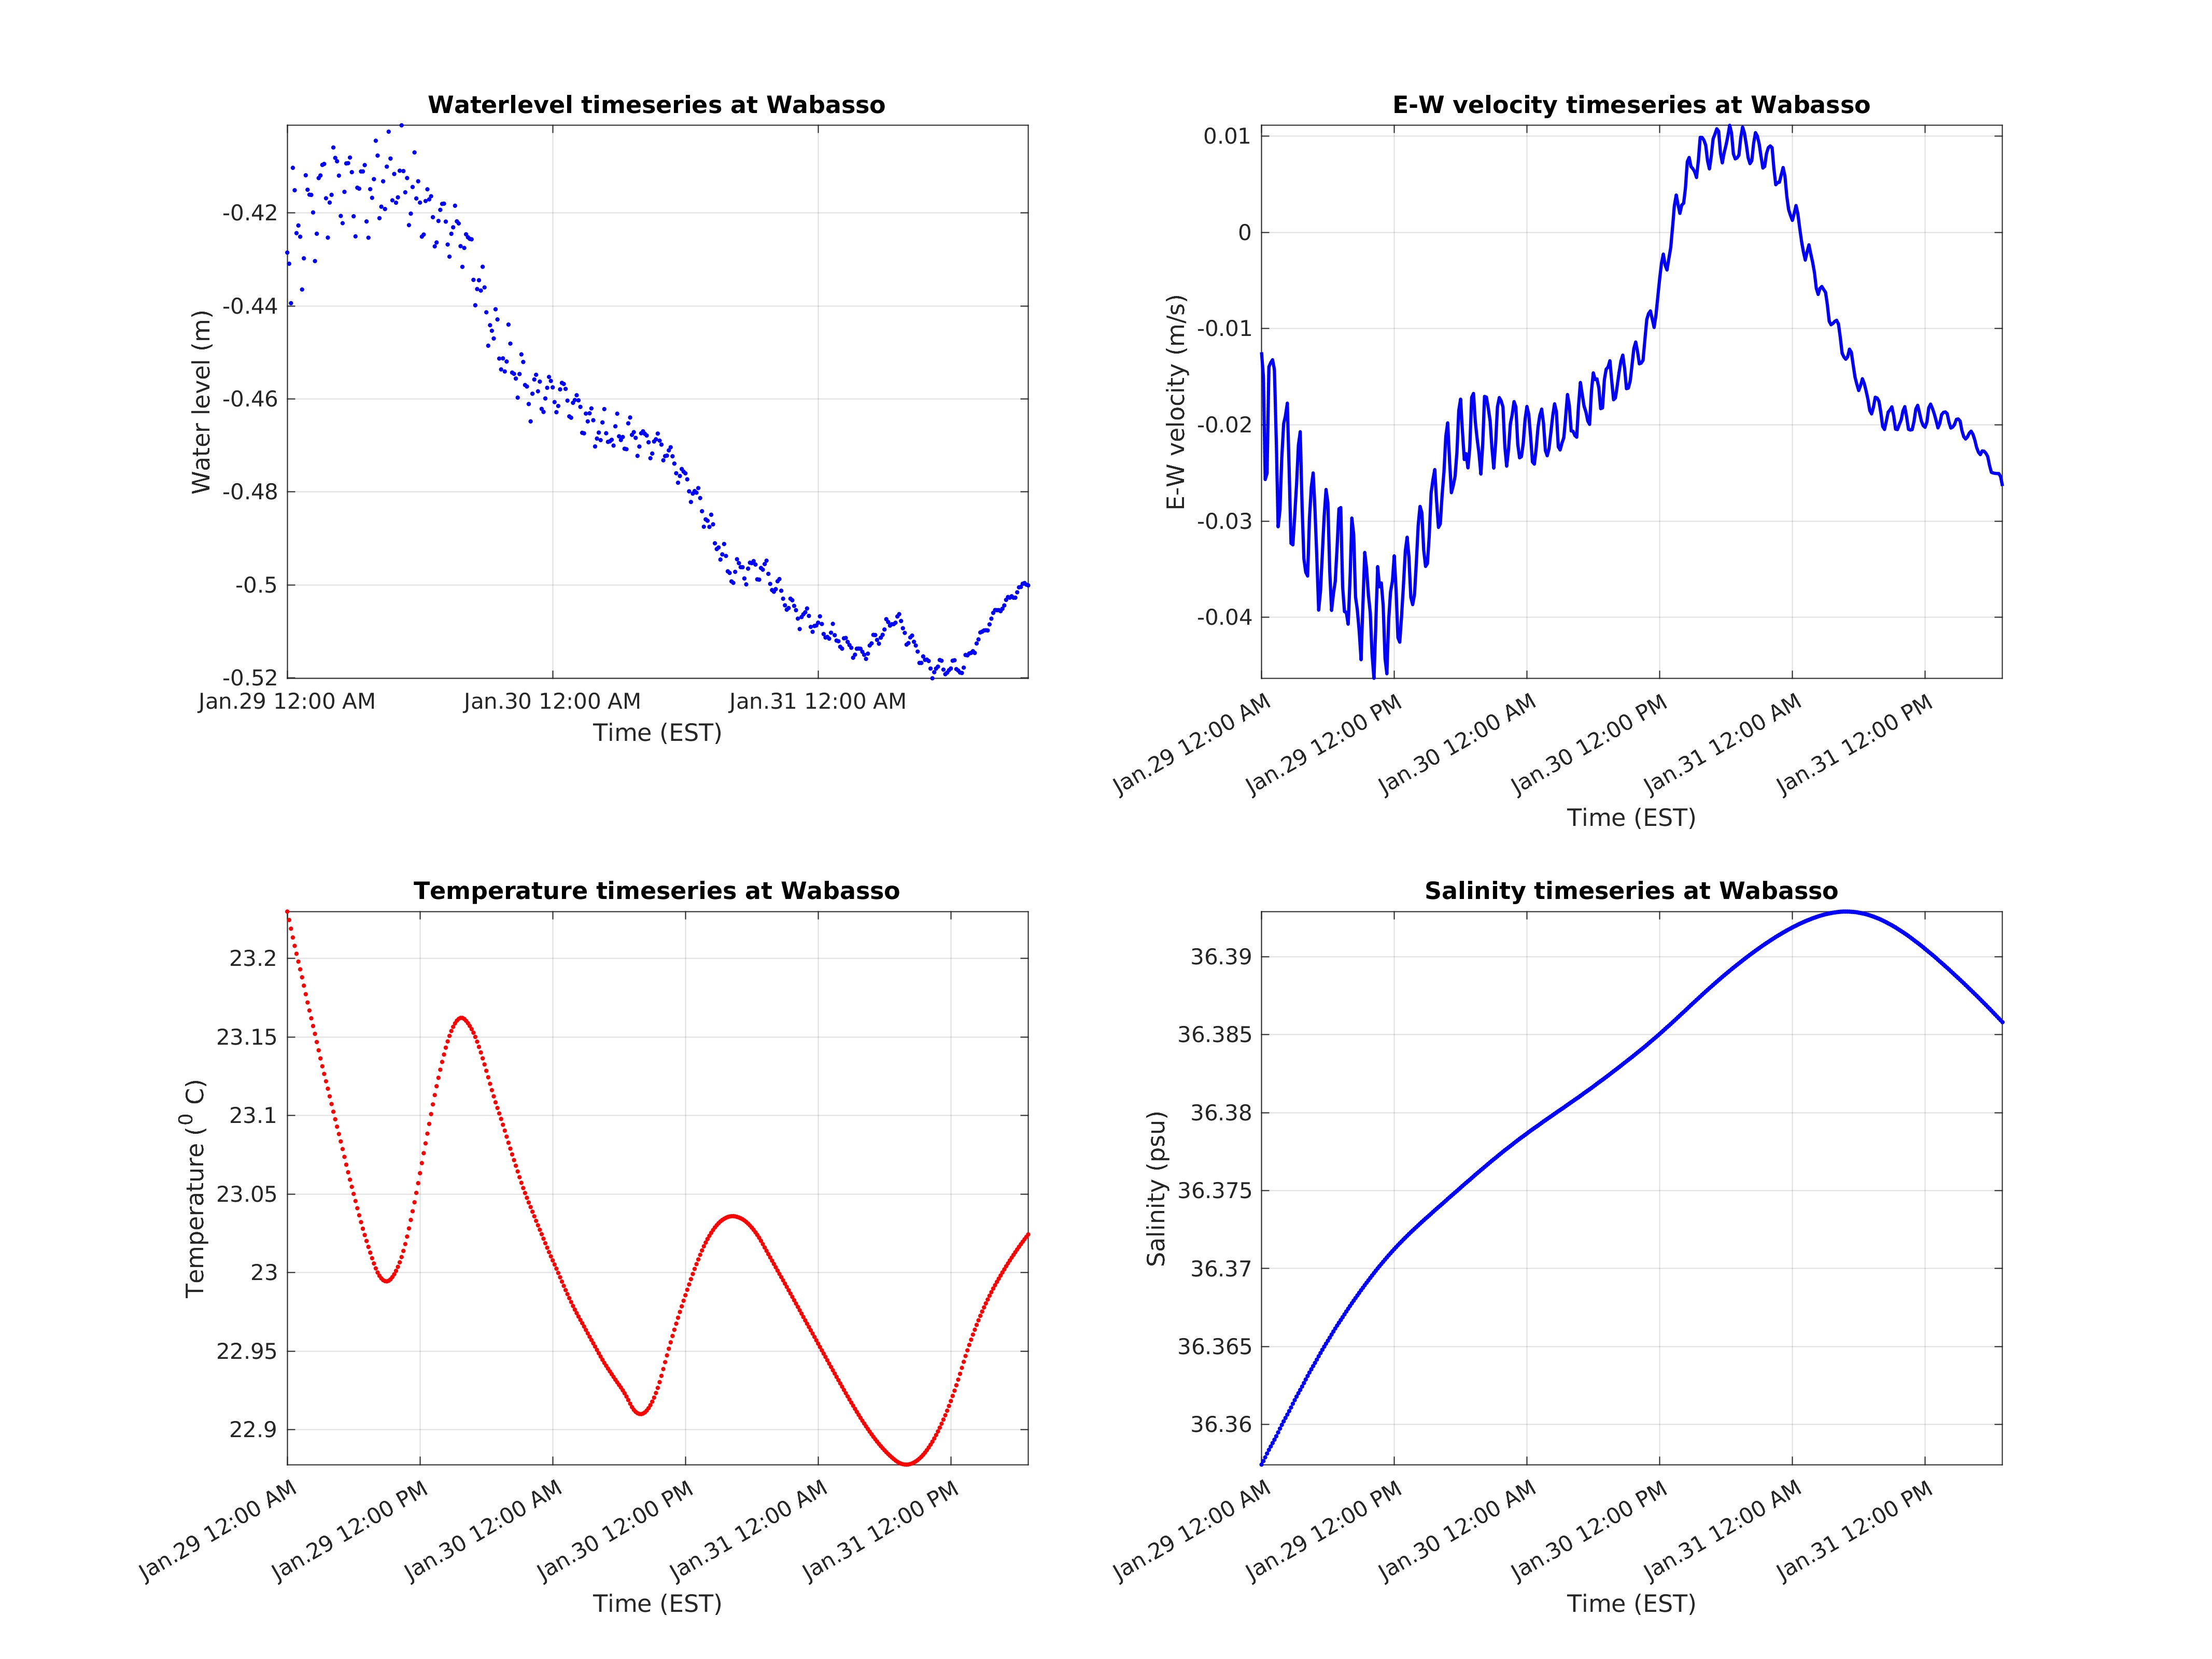 Waterlevel timeseries at Wabasso
Water level (m)
-0.42
-0.44
-0.46
-0.48
-0.5
-0.52
Jan.29 12:00 AM
Jan.30 12:00 AM
Jan.31 12:00 AM
Time (EST)
E-W velocity timeseries at Wabasso
E-W velocity (m/s)
0.01
0
-0.01
-0.02
-0.03
-0.04
Jan.29 12:00 AM
Jan.29 12:00 PM
Jan.30 12:00 AM
Jan.30 12:00 PM
Jan.31 12:00 AM
Jan.31 12:00 PM
Time (EST)
Temperature timeseries at Wabasso
Temperature (⁰ C)
23.2
23.15
23.1
23.05
23
22.95
22.9
Jan.29 12:00 AM
Jan.29 12:00 PM
Jan.30 12:00 AM
Jan.30 12:00 PM
Jan.31 12:00 AM
Jan.31 12:00 PM
Time (EST)
Salinity timeseries at Wabasso
Salinity (psu)
36.39
36.385
36.38
36.375
36.37
36.365
36.36
Jan.29 12:00 AM
Jan.29 12:00 PM
Jan.30 12:00 AM
Jan.30 12:00 PM
Jan.31 12:00 AM
Jan.31 12:00 PM
Time (EST)